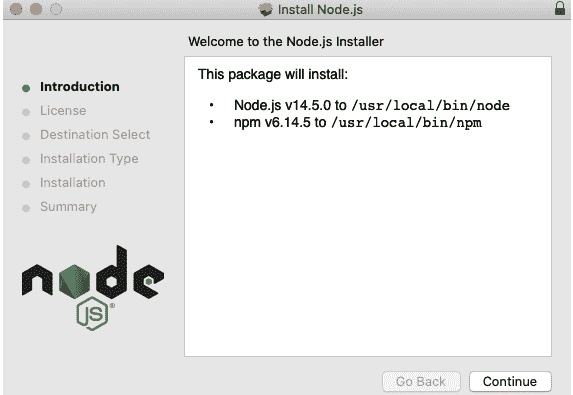 Install Node.js
Welcome to the Node.js Installer
Introduction
License
Destination Select
Installation Type
Installation
Summary
This package will install:
• Node.js v14.5.0 to /usr/local/bin/node
• npm v6.14.5 to /usr/local/bin/npm
node
JS®
Go Back
Continue